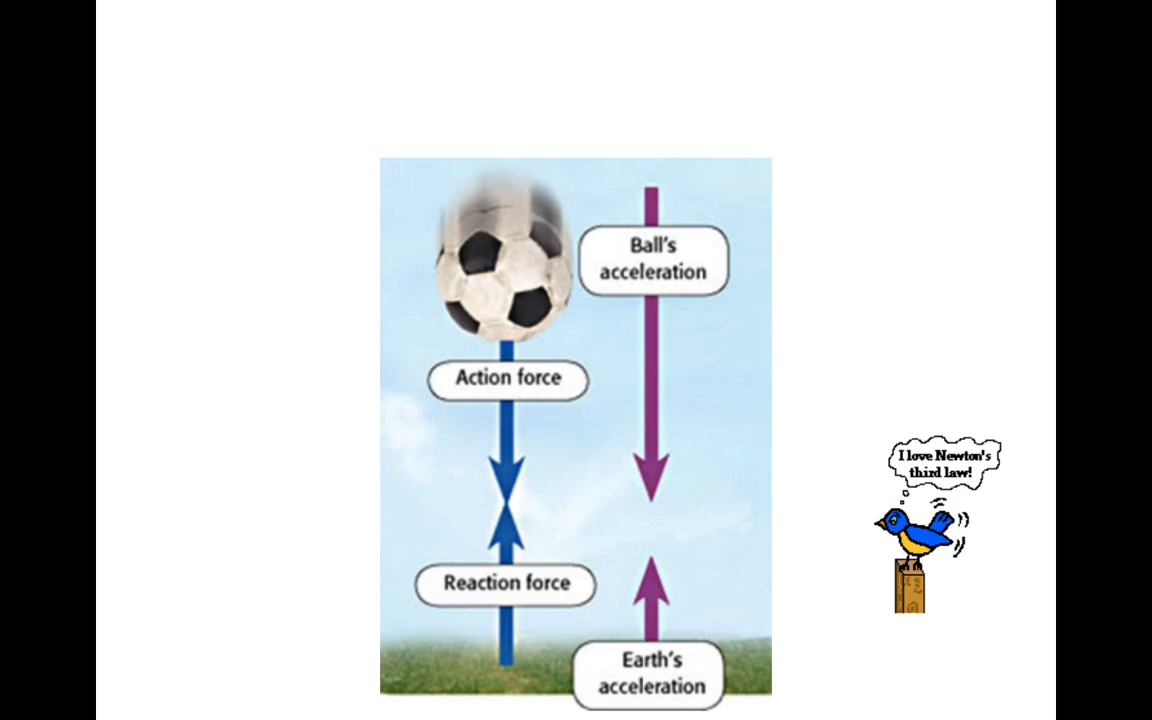 Ball's
acceleration
Action force
I love Newton's
third law!
Reaction force
Earth's
acceleration